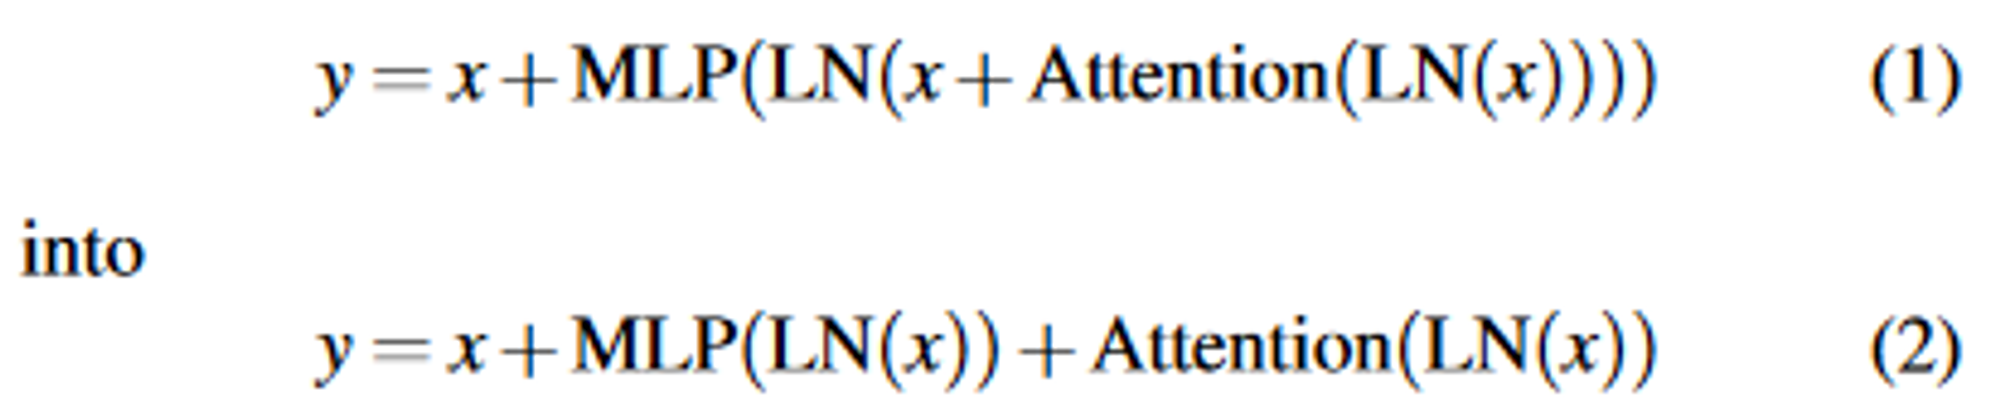 y = x + MLP(LN(x + Attention(LN(x)))) (1)
into
y = x + MLP(LN(x)) + Attention(LN(x)) (2)